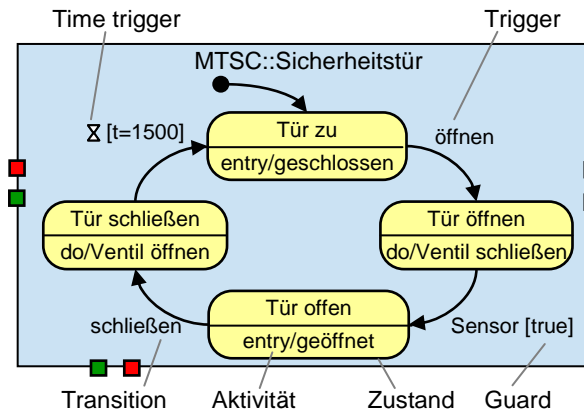 Time trigger
Trigger
MTSC::Sicherheitstür
[t=1500]
Tür zu
entry/geschlossen
öffnen
Tür schließen
do/Ventil öffnen
Tür öffnen
do/Ventil schließen
Tür offen
entry/geöffnet
schließen
Sensor [true]
Transition
Aktivität
Zustand
Guard